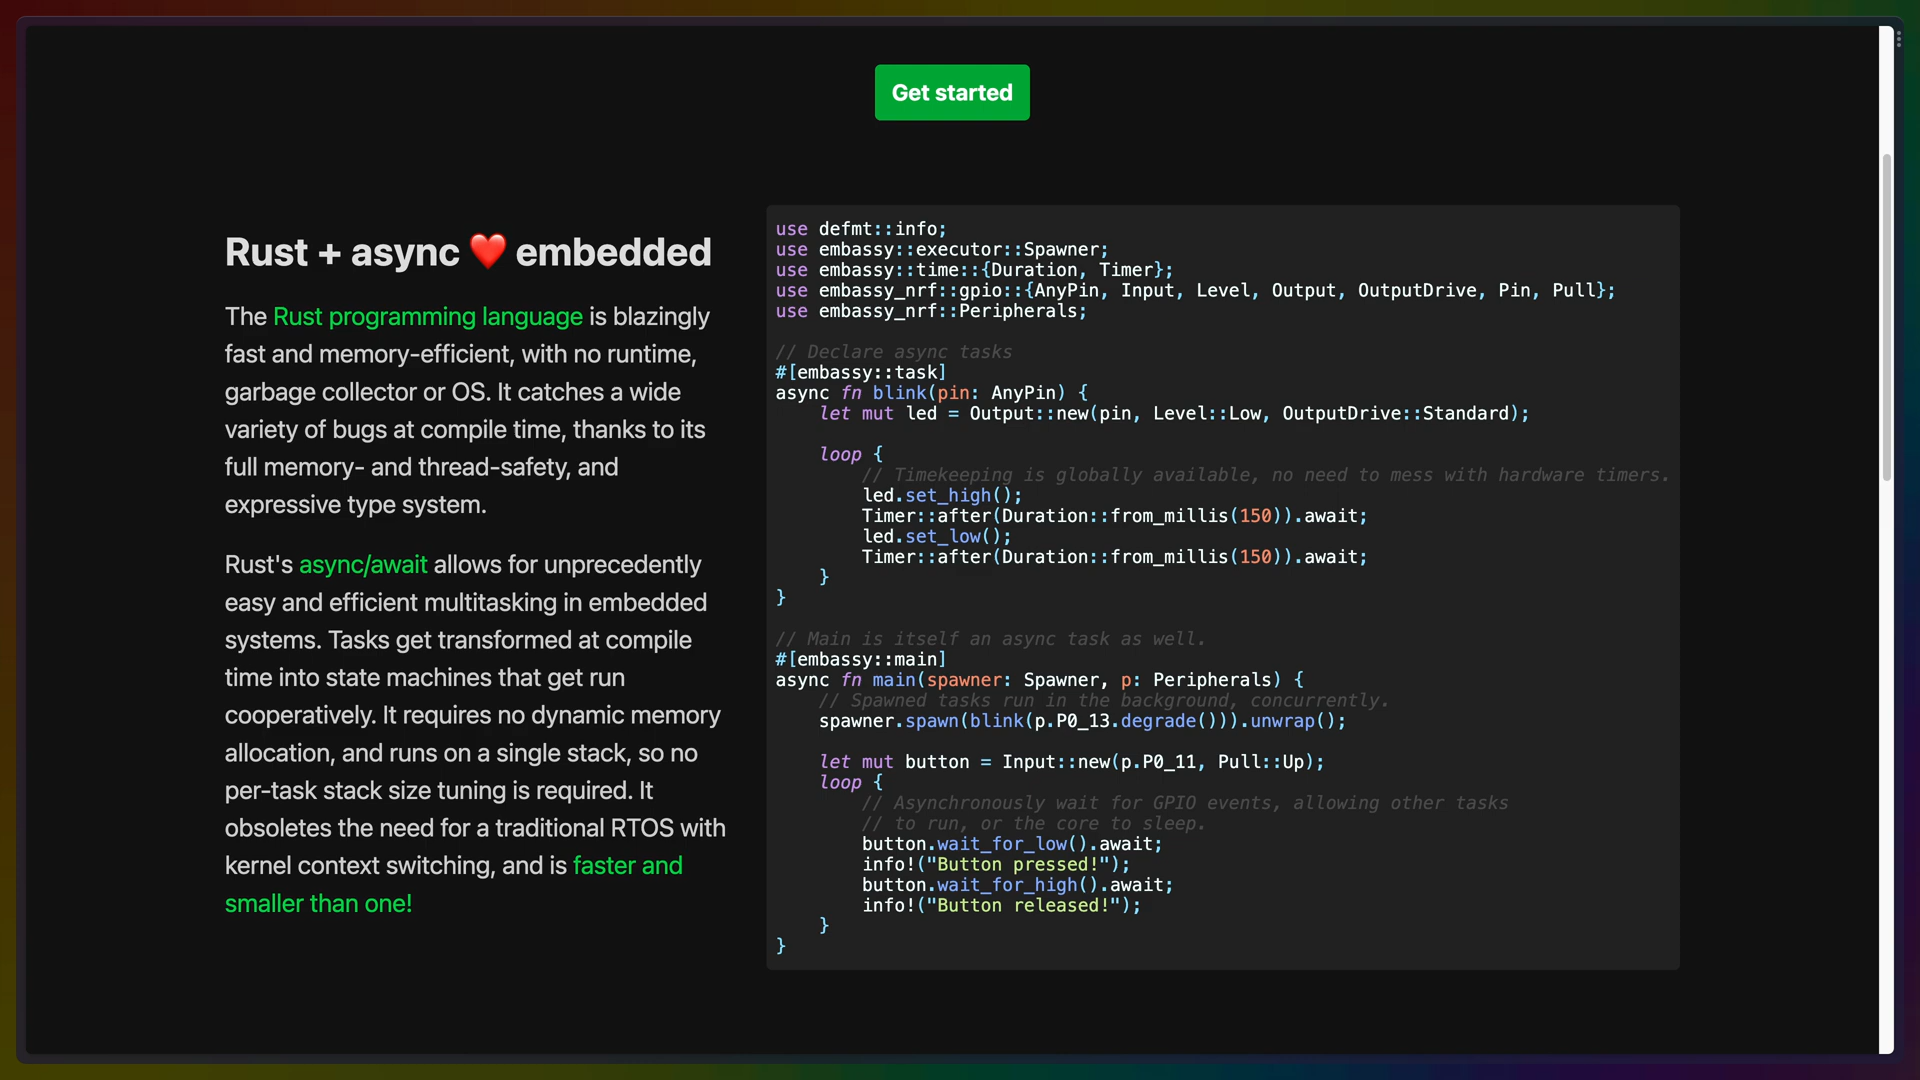 Get started
Rust + async ❤️ embedded
The Rust programming language is blazingly
fast and memory-efficient, with no runtime,
garbage collector or OS. It catches a wide
variety of bugs at compile time, thanks to its
full memory- and thread-safety, and
expressive type system.
Rust's async/await allows for unprecedently
easy and efficient multitasking in embedded
systems. Tasks get transformed at compile
time into state machines that get run
cooperatively. It requires no dynamic memory
allocation, and runs on a single stack, so no
per-task stack size tuning is required. It
obsoletes the need for a traditional RTOS with
kernel context switching, and is faster and
smaller than one!
use defmt::info;
use embassy::executor::Spawner;
use embassy::time::{Duration, Timer};
use embassy_nrf::gpio::{AnyPin, Input, Level, Output, OutputDrive, Pin, Pull};
use embassy_nrf::Peripherals;
// Declare async tasks
#[embassy::task]
async fn blink(pin: AnyPin) {
    let mut led = Output::new(pin, Level::Low, OutputDrive::Standard);
    loop {
        // Timekeeping is globally available, no need to mess with hardware timers.
        led.set_high();
        Timer::after(Duration::from_millis(150)).await;
        led.set_low();
        Timer::after(Duration::from_millis(150)).await;
    }
}
// Main is itself an async task as well.
#[embassy::main]
async fn main(spawner: Spawner, p: Peripherals) {
    // Spawned tasks run in the background, concurrently.
    spawner.spawn(blink(p.P0_13.degrade())).unwrap();
    let mut button = Input::new(p.P0_11, Pull::Up);
    loop {
        // Asynchronously wait for GPIO events, allowing other tasks
        // to run, or the core to sleep.
        button.wait_for_low().await;
        info!("Button pressed!");
        button.wait_for_high().await;
        info!("Button released!");
    }
}